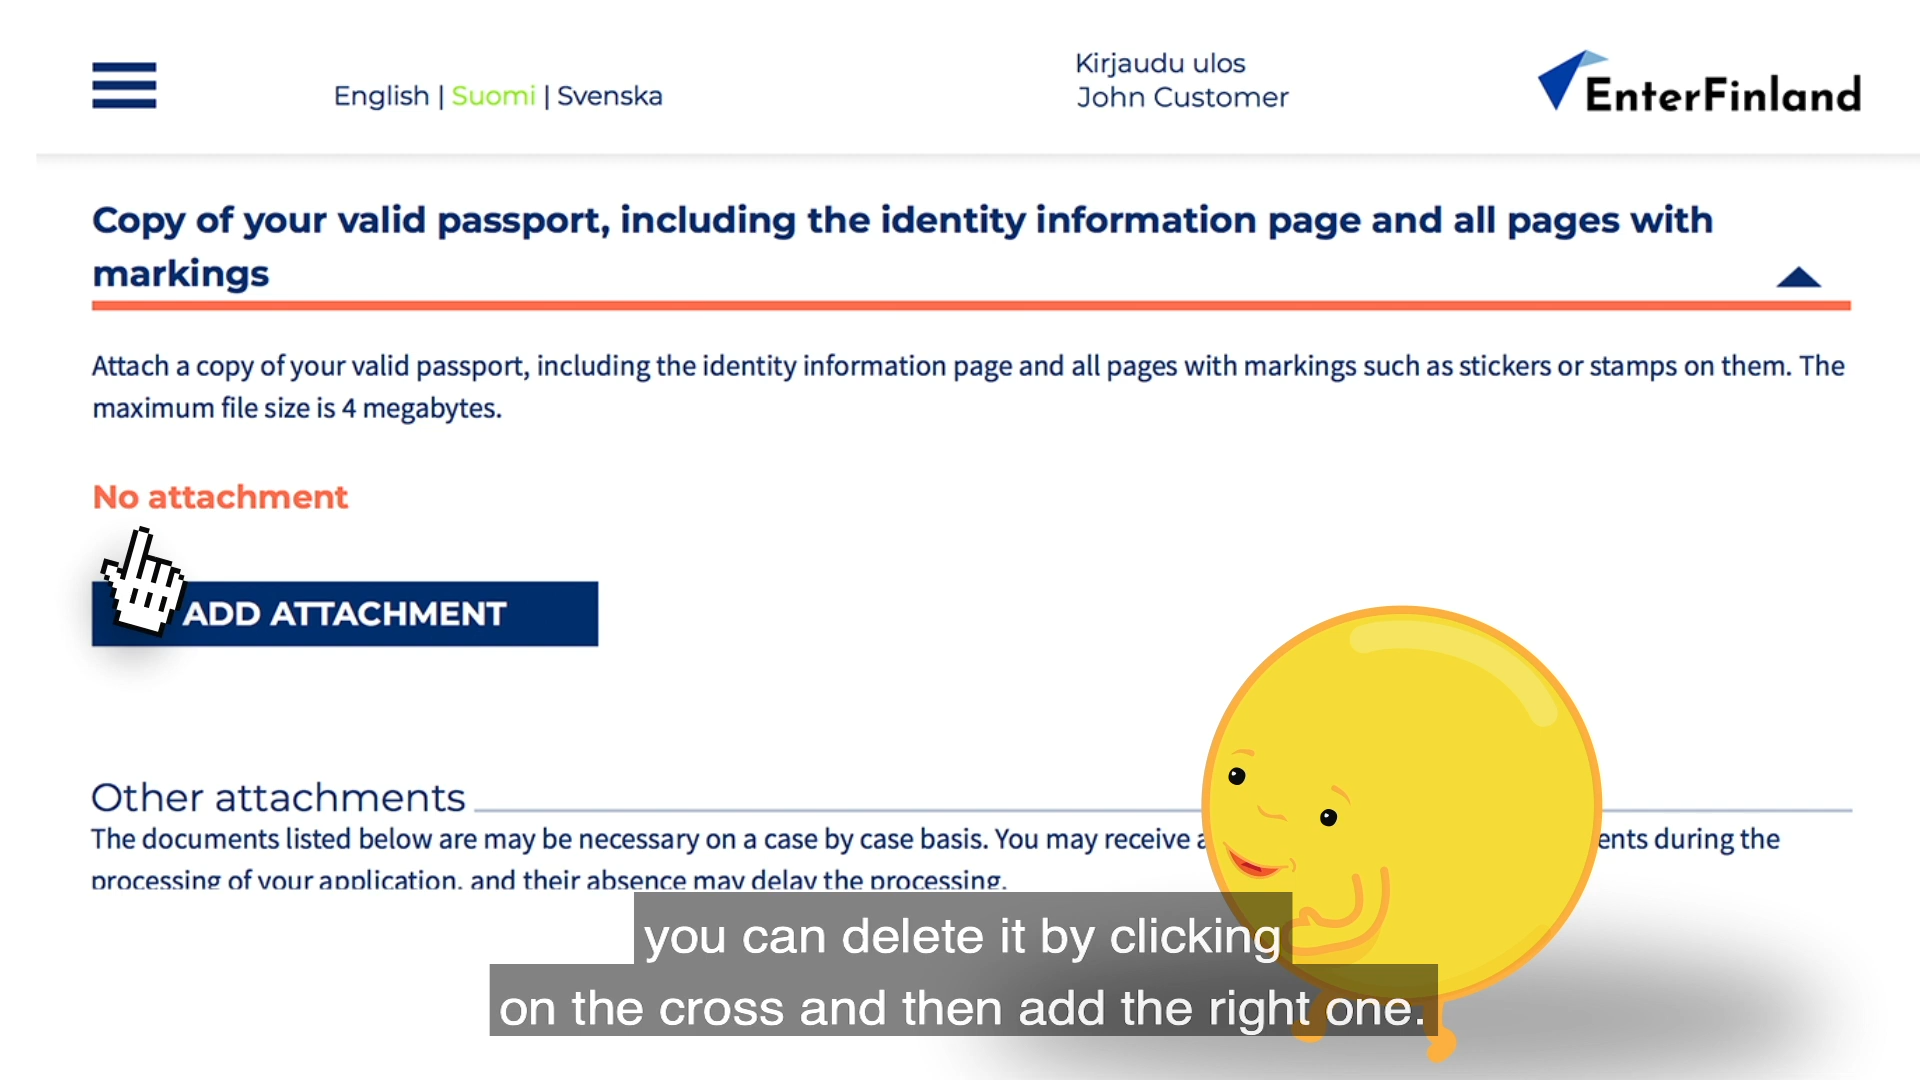 English | Suomi | Svenska
Kirjaudu ulos
John Customer
EnterFinland
Copy of your valid passport, including the identity information page and all pages with
markings
Attach a copy of your valid passport, including the identity information page and all pages with markings such as stickers or stamps on them. The
maximum file size is 4 megabytes.
No attachment
ADD ATTACHMENT
Other attachments
The documents listed below are may be necessary on a case by case basis. You may receive a ents during the
processing of your application, and their absence may delay the processing.
you can delete it by clicking
on the cross and then add the right one.